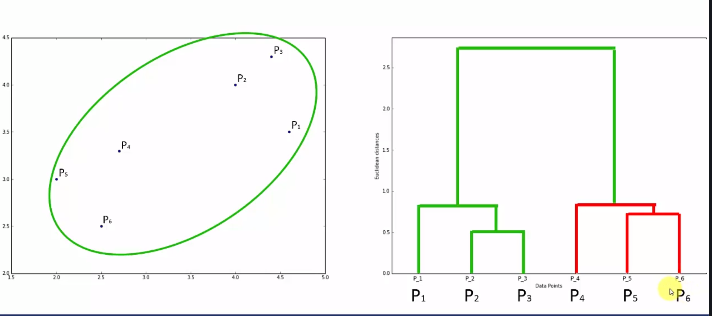 4.5
4.0
3.5
3.0
2.5
2.0
1.5 2.0 2.5 3.0 3.5 4.0 4.5 5.0
P3
P2
P1
P4
P5
P6
2.5
2.0
1.5
1.0
0.5
0.0
Euclidean distances
P_1 P_2 P_3 P_4 P_5 P_6
Data Points
P1 P2 P3 P4 P5 P6